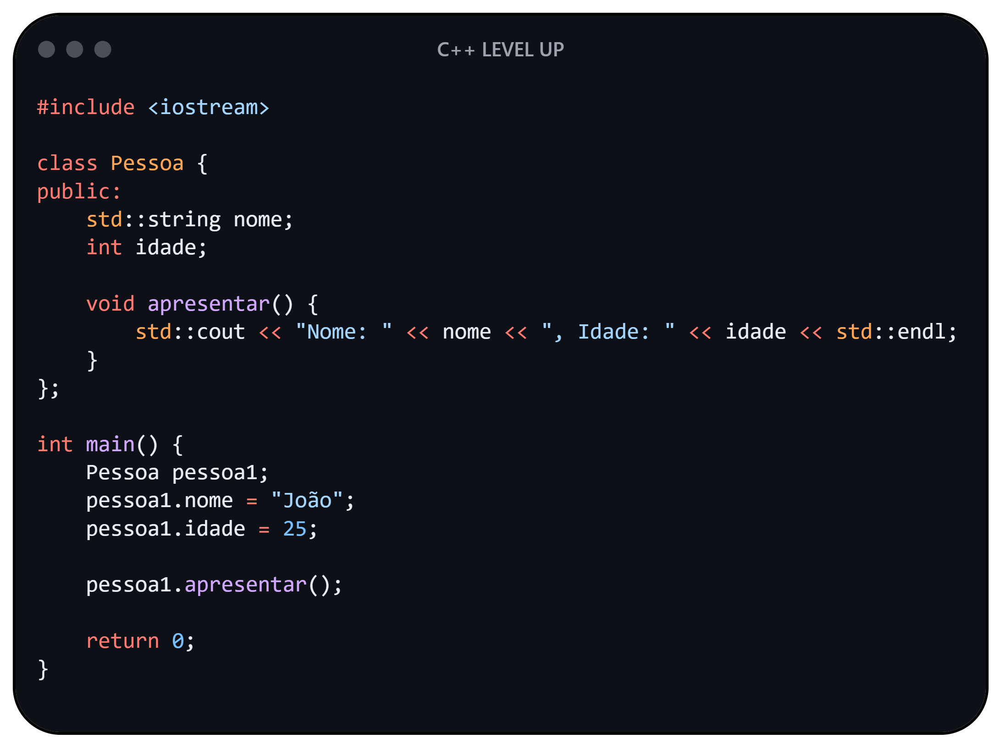 C++ LEVEL UP
#include <iostream>
class Pessoa {
public:
    std::string nome;
    int idade;
    void apresentar() {
        std::cout << "Nome: " << nome << ", Idade: " << idade << std::endl;
    }
};
int main() {
    Pessoa pessoa1;
    pessoa1.nome = "João";
    pessoa1.idade = 25;
    pessoa1.apresentar();
    return 0;
}